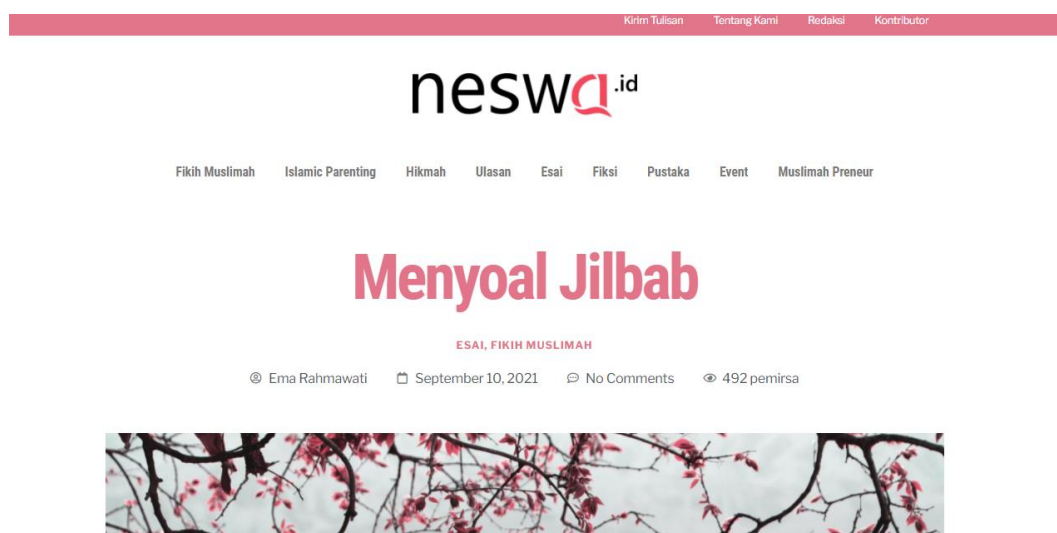 Kirim Tulisan Tentang Kami Redaksi Kontributor
neswa.id
Fikih Muslimah Islamic Parenting Hikmah Ulasan Esai Fiksi Pustaka Event Muslimah Preneur
Menyoal Jilbab
ESAI, FIKIH MUSLIMAH
Ema Rahmawati September 10, 2021 No Comments 492 pemirsa